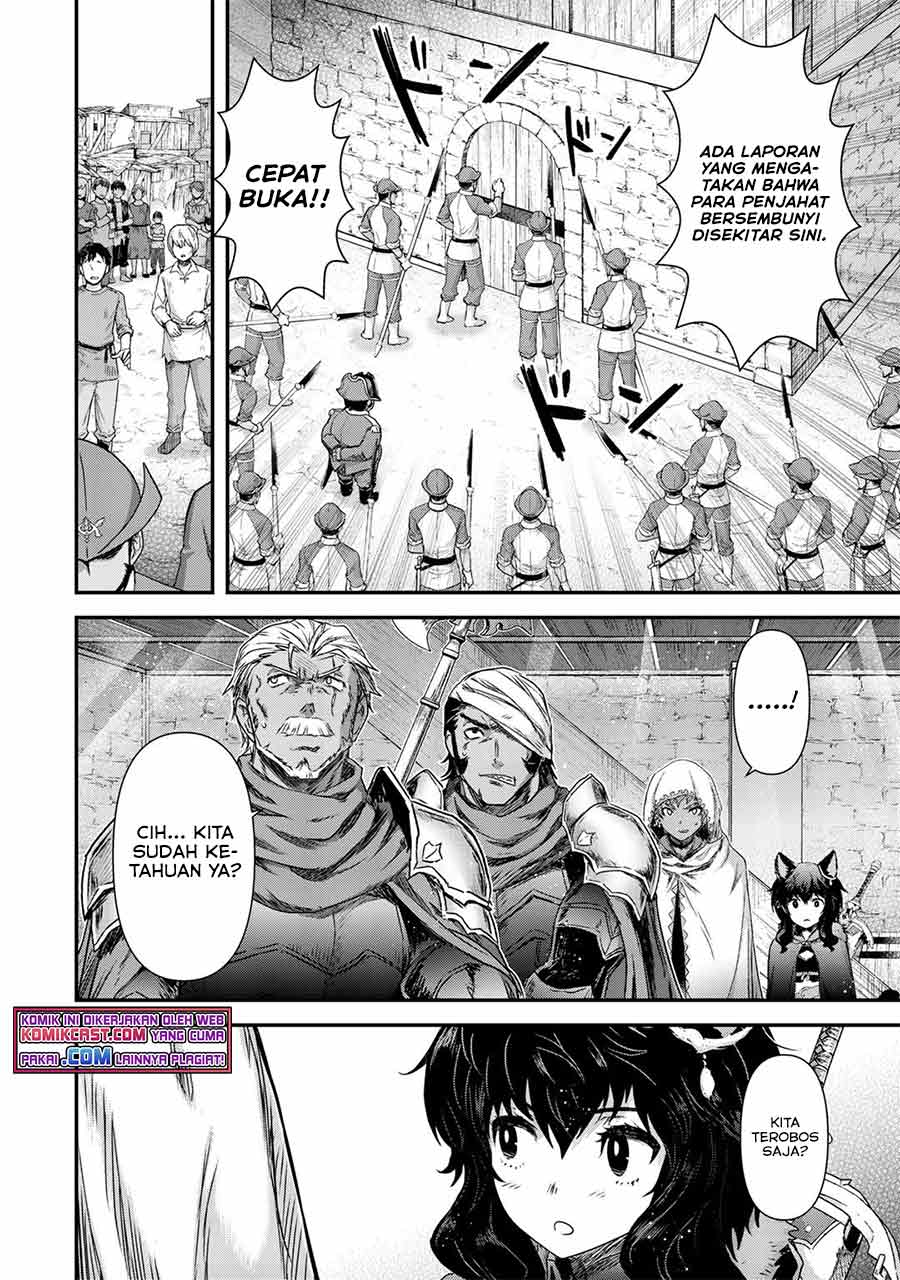 ADA LAPORAN
YANG MENGA-
TAKAN BAHWA
PARA PENJAHAT
BERSEMBUNYI
DISEKITAR SINI.
ドン
CEPAT
BUKA!!
ドン
......!
CIH... KITA
SUDAH KE-
TAHUAN YA?
KITA
TEROBOS
SAJA?
KOMIK INI DIKERJAKAN OLEH WEB
KOMIKCAST.COM YANG CUMA
PAKAI .COM LAINNYA PLAGIAT!